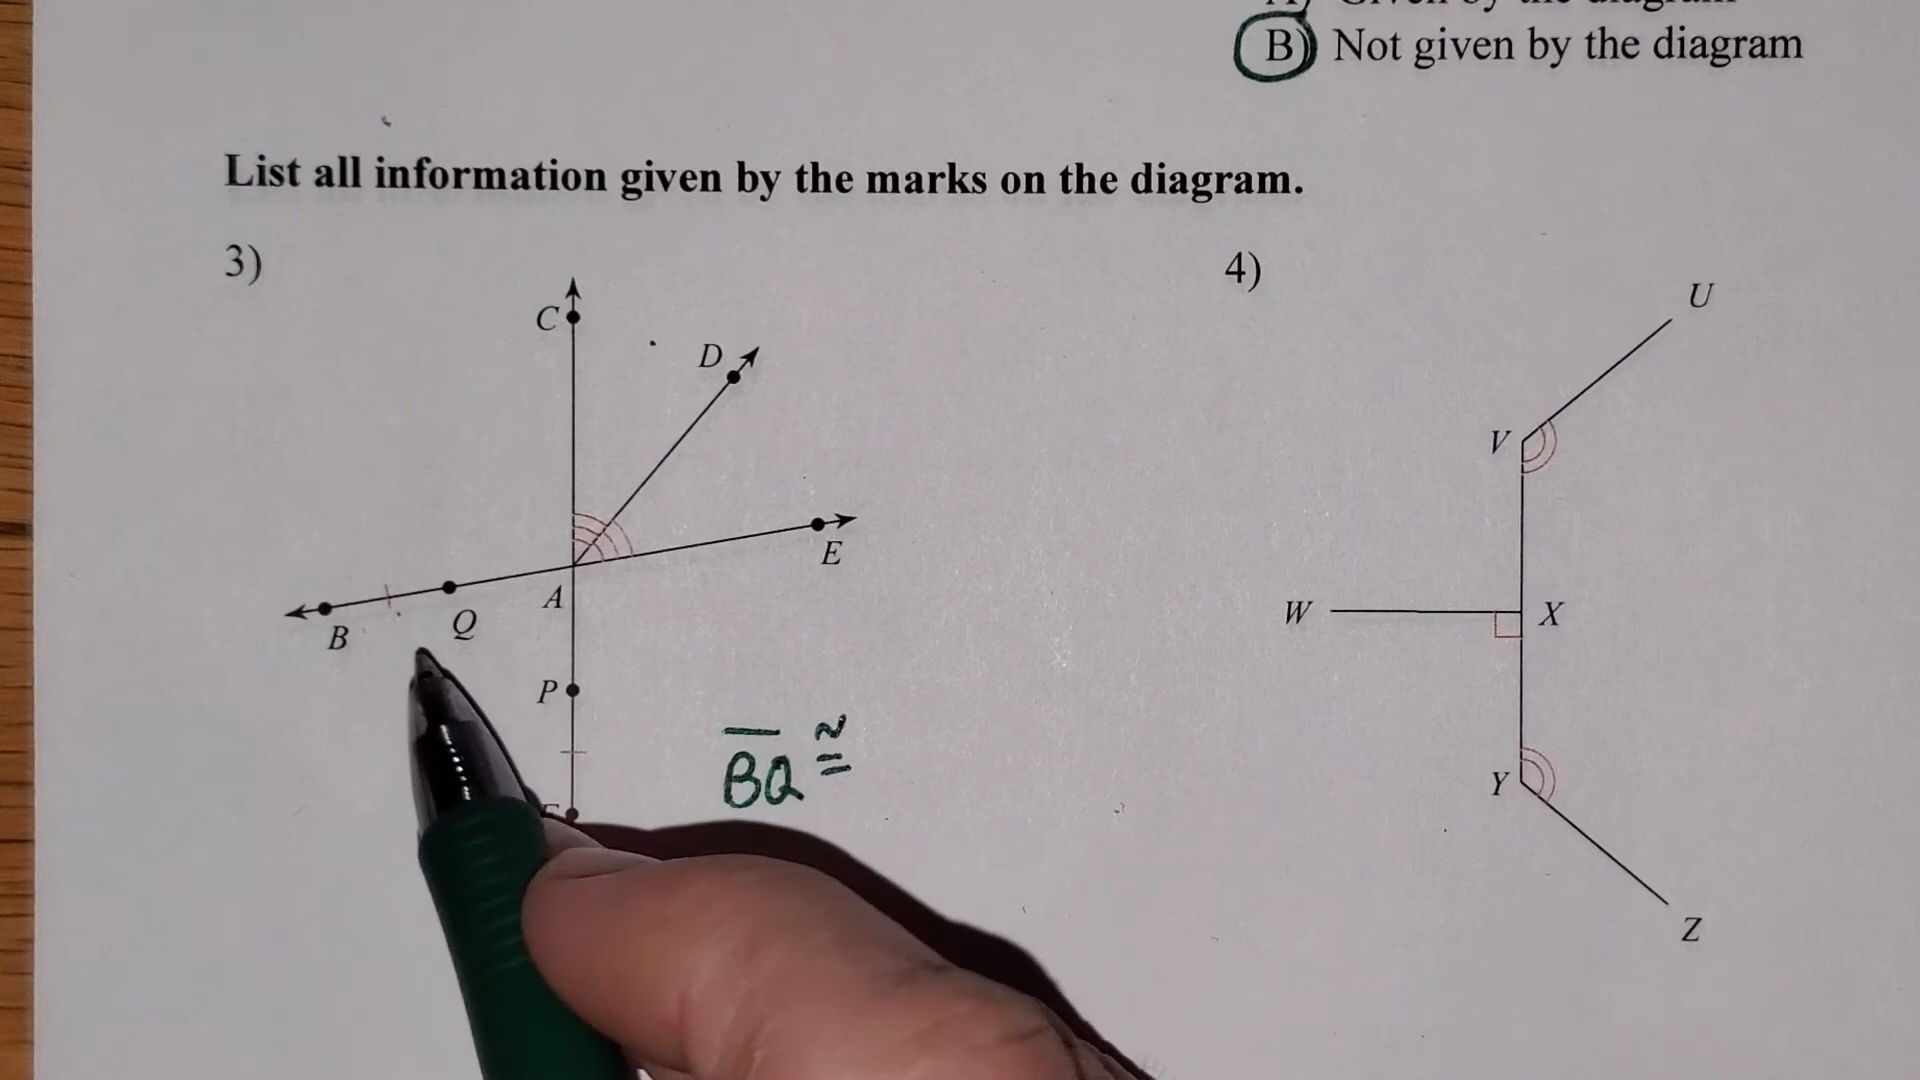 B) Not given by the diagram
List all information given by the marks on the diagram.
3)
C
D
E
A
B
Q
P
BQ ≅
4)
U
V
W
X
Y
Z